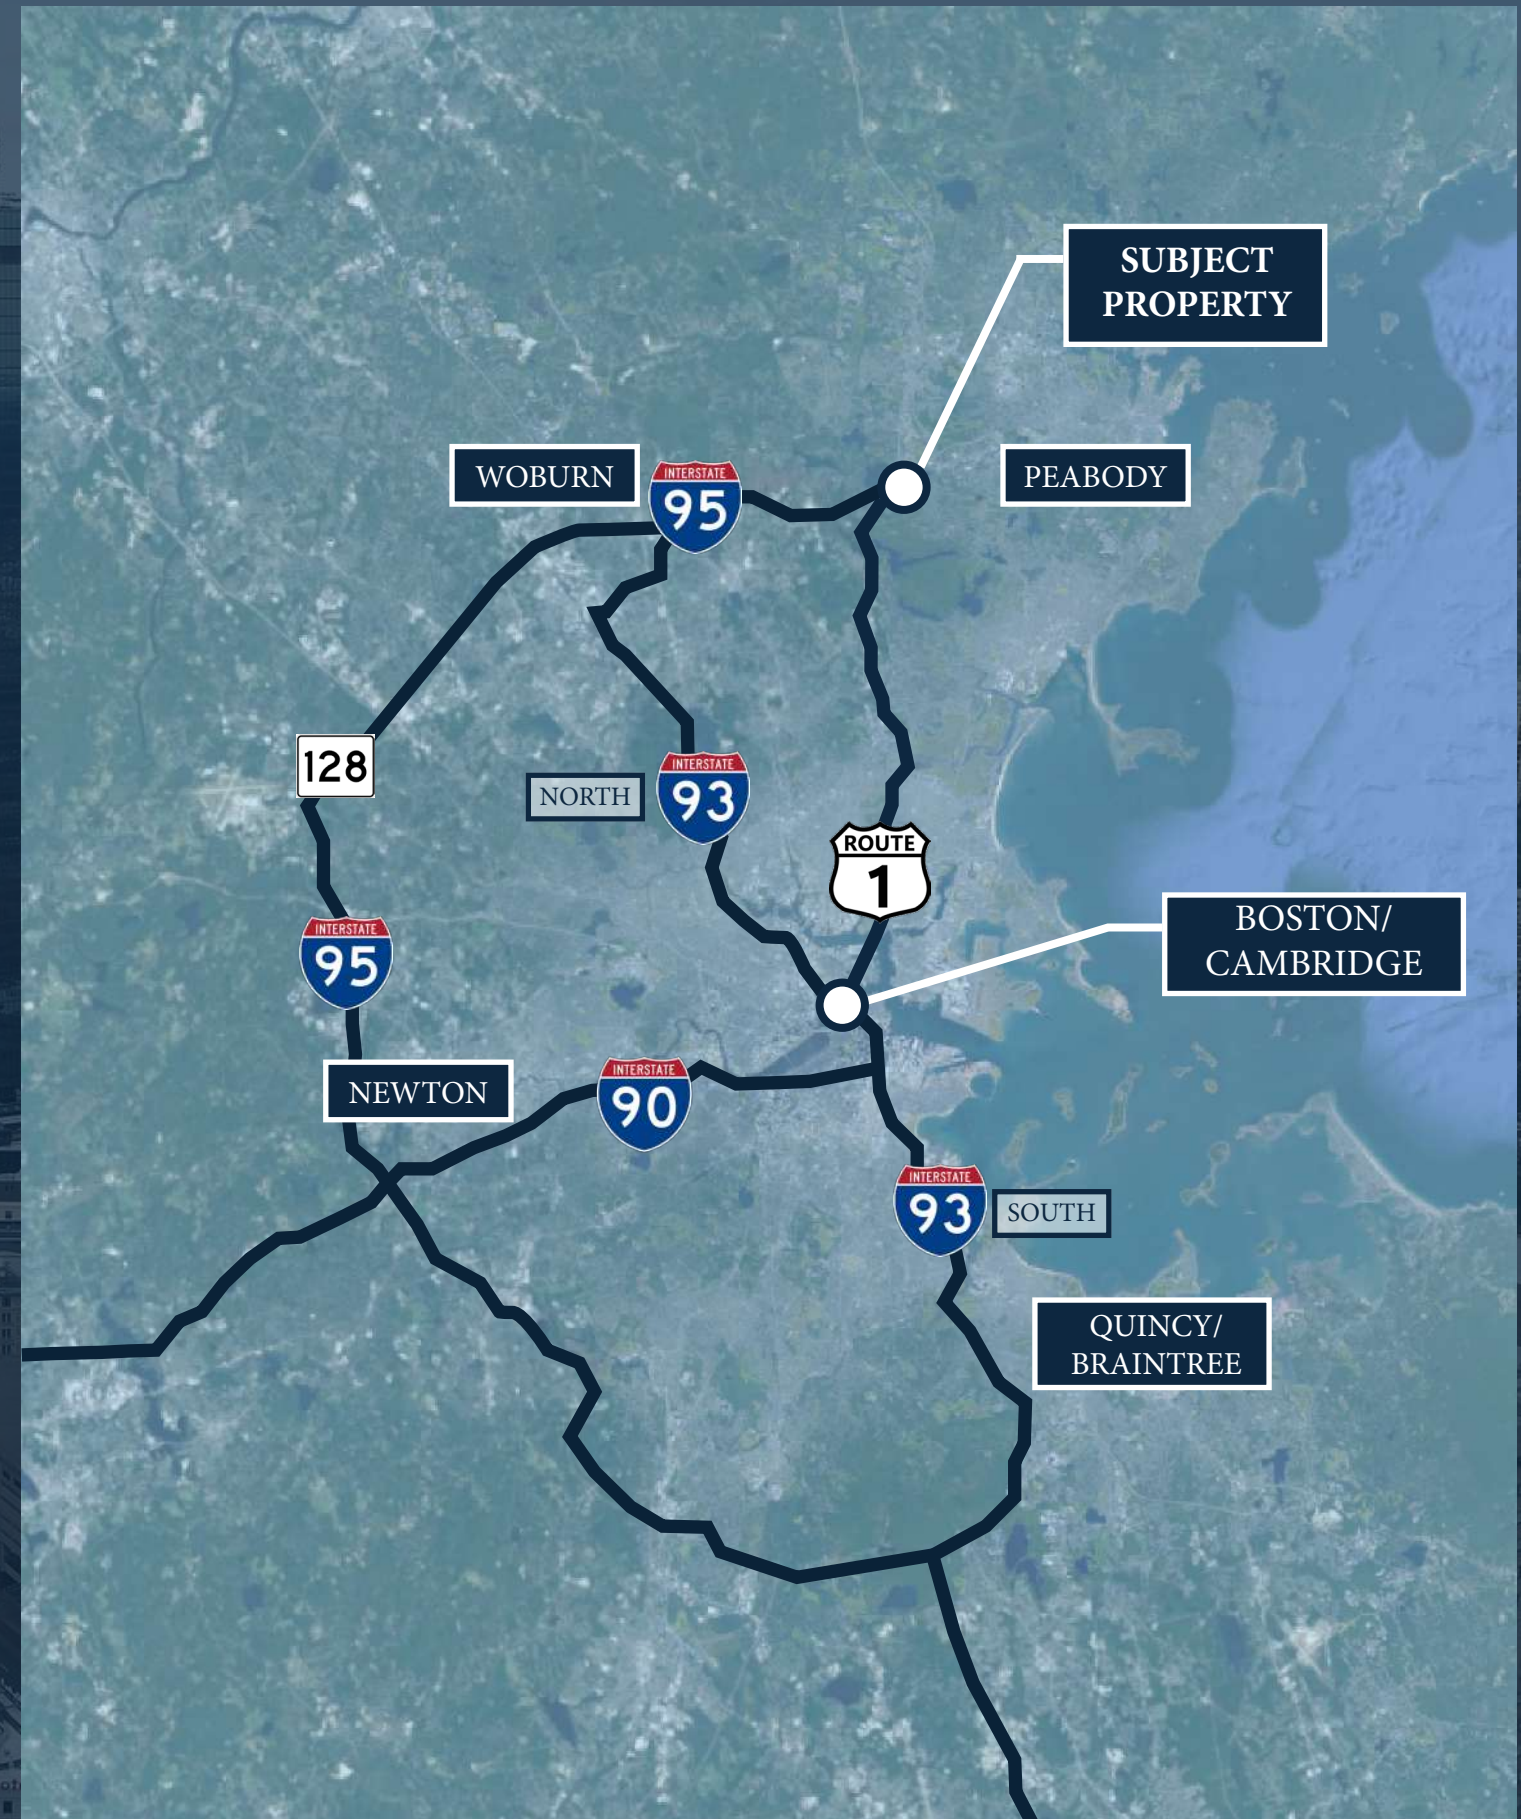 SUBJECT
PROPERTY
WOBURN
INTERSTATE
95
PEABODY
128
NORTH
INTERSTATE
93
ROUTE
1
INTERSTATE
95
BOSTON/
CAMBRIDGE
NEWTON
INTERSTATE
90
INTERSTATE
93
SOUTH
QUINCY/
BRAINTREE